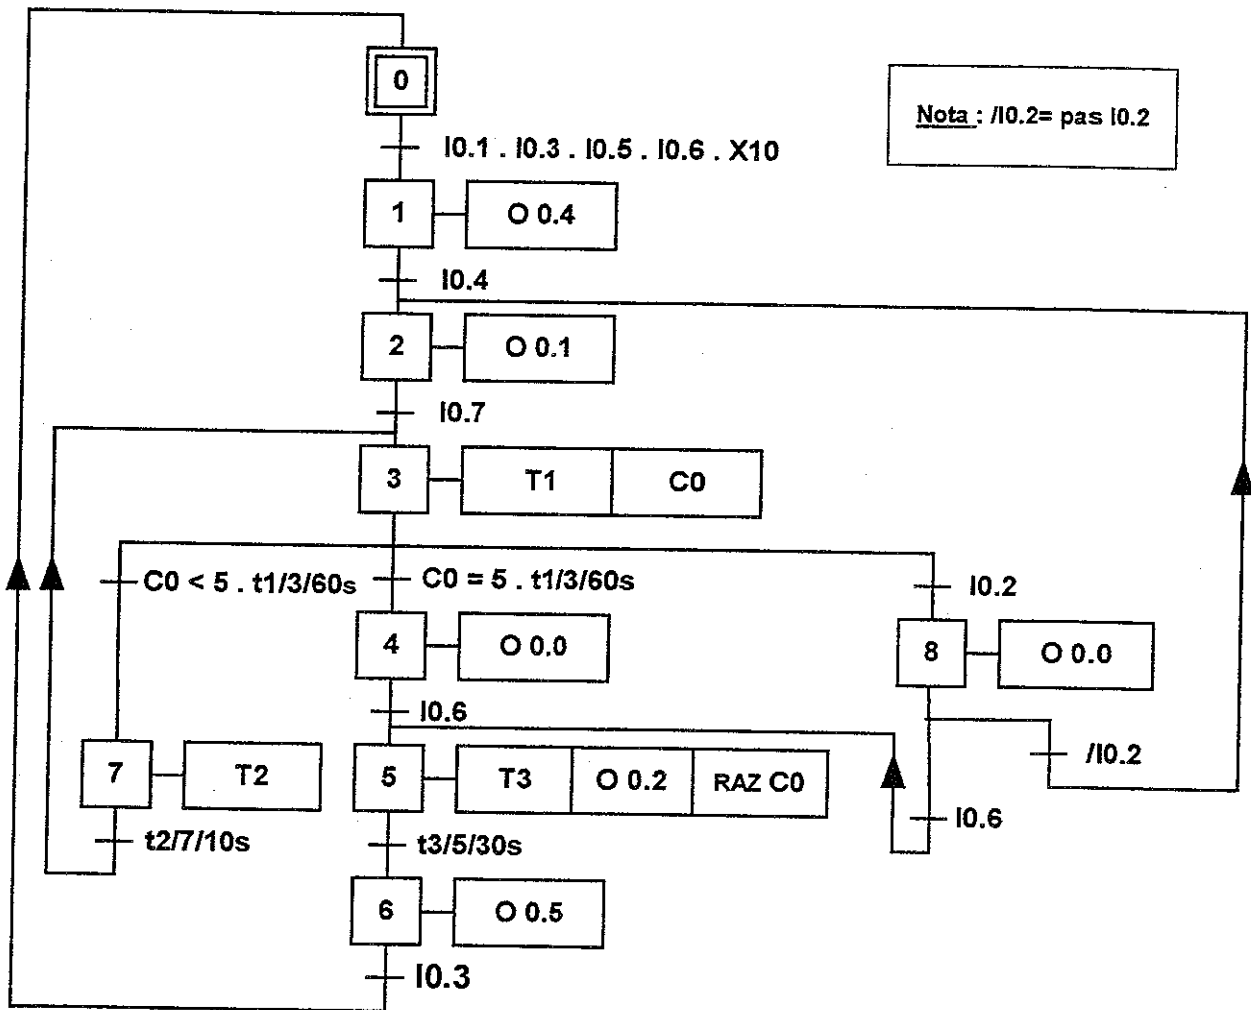 0
Nota : /I0.2= pas I0.2
I0.1 . I0.3 . I0.5 . I0.6 . X10
1
O 0.4
I0.4
2
O 0.1
I0.7
3
T1
C0
C0 < 5 . t1/3/60s
C0 = 5 . t1/3/60s
I0.2
4
O 0.0
8
O 0.0
I0.6
/I0.2
7
T2
5
T3
O 0.2
RAZ C0
I0.6
t2/7/10s
t3/5/30s
6
O 0.5
I0.3